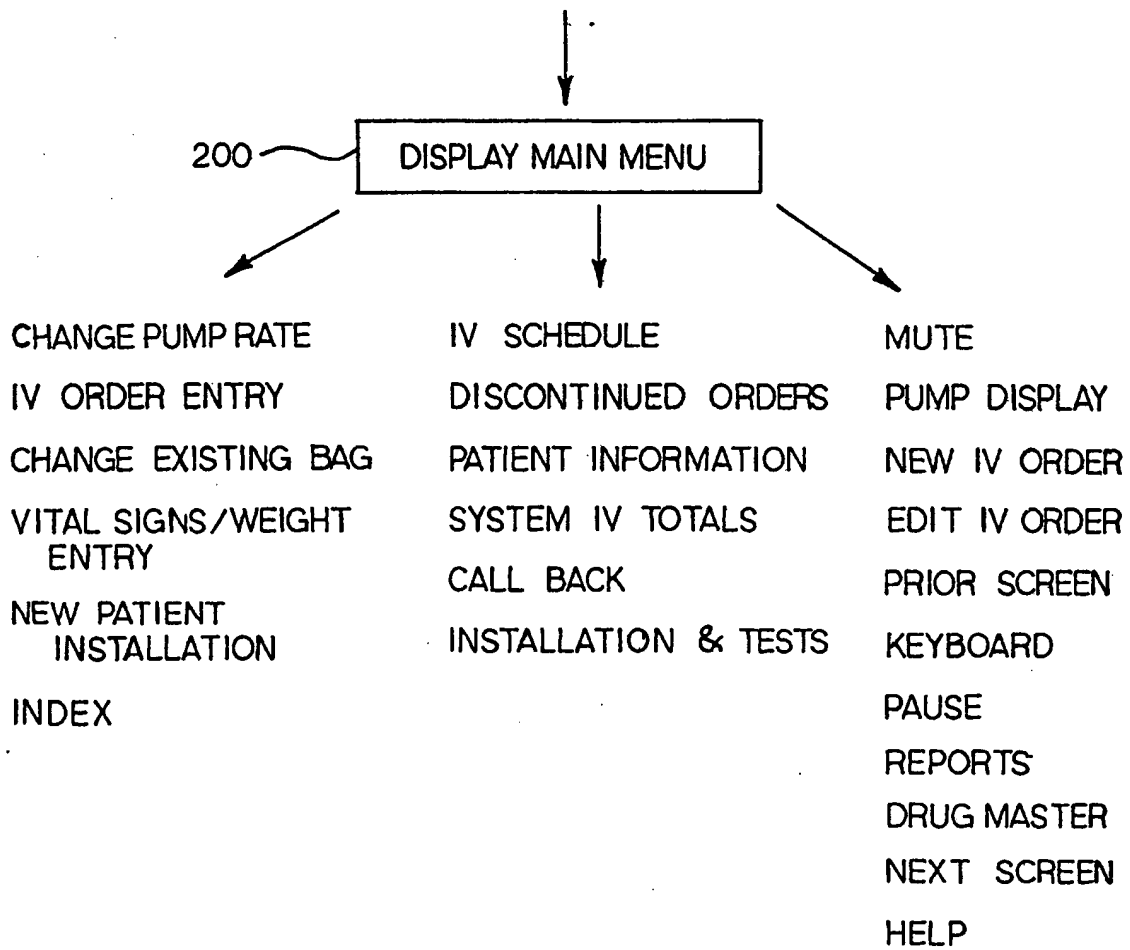 200
DISPLAY MAIN MENU
CHANGE PUMP RATE
IV ORDER ENTRY
CHANGE EXISTING BAG
VITAL SIGNS/WEIGHT
ENTRY
NEW PATIENT
INSTALLATION
INDEX
IV SCHEDULE
DISCONTINUED ORDERS
PATIENT INFORMATION
SYSTEM IV TOTALS
CALL BACK
INSTALLATION & TESTS
MUTE
PUMP DISPLAY
NEW IV ORDER
EDIT IV ORDER
PRIOR SCREEN
KEYBOARD
PAUSE
REPORTS
DRUG MASTER
NEXT SCREEN
HELP